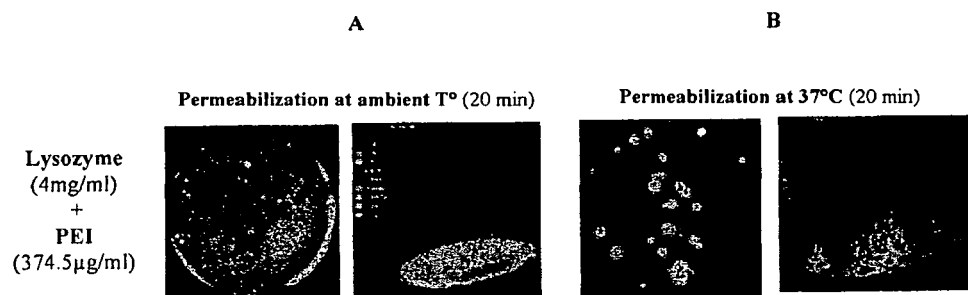 A
B
Permeabilization at ambient T° (20 min)
Permeabilization at 37°C (20 min)
Lysozyme
(4mg/ml)
+
PEI
(374.5µg/ml)